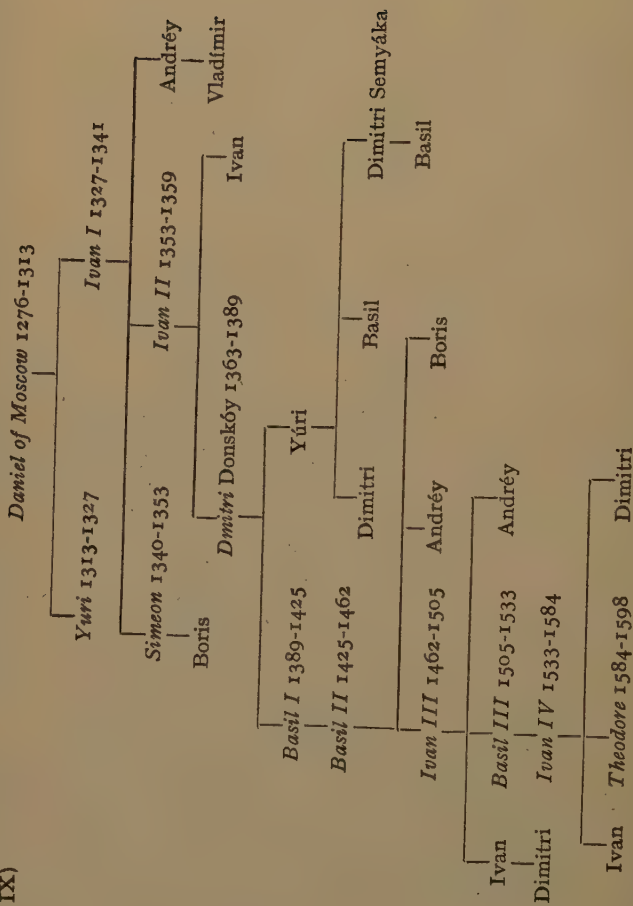 IX)
Daniel of Moscow 1276-1313
Yuri 1313-1327 Ivan I 1327-1341
Simeon 1340-1353 Ivan II 1353-1359 Andréy
Boris Dmitri Donskóy 1363-1389 Ivan Vladímir
Basil I 1389-1425 Yúri
Basil II 1425-1462 Dimitri Basil Dimitri Semyáka
Basil
Ivan III 1462-1505 Andréy Boris
Ivan Basil III 1505-1533 Andréy
Dimitri Ivan IV 1533-1584
Ivan Theodore 1584-1598 Dimitri